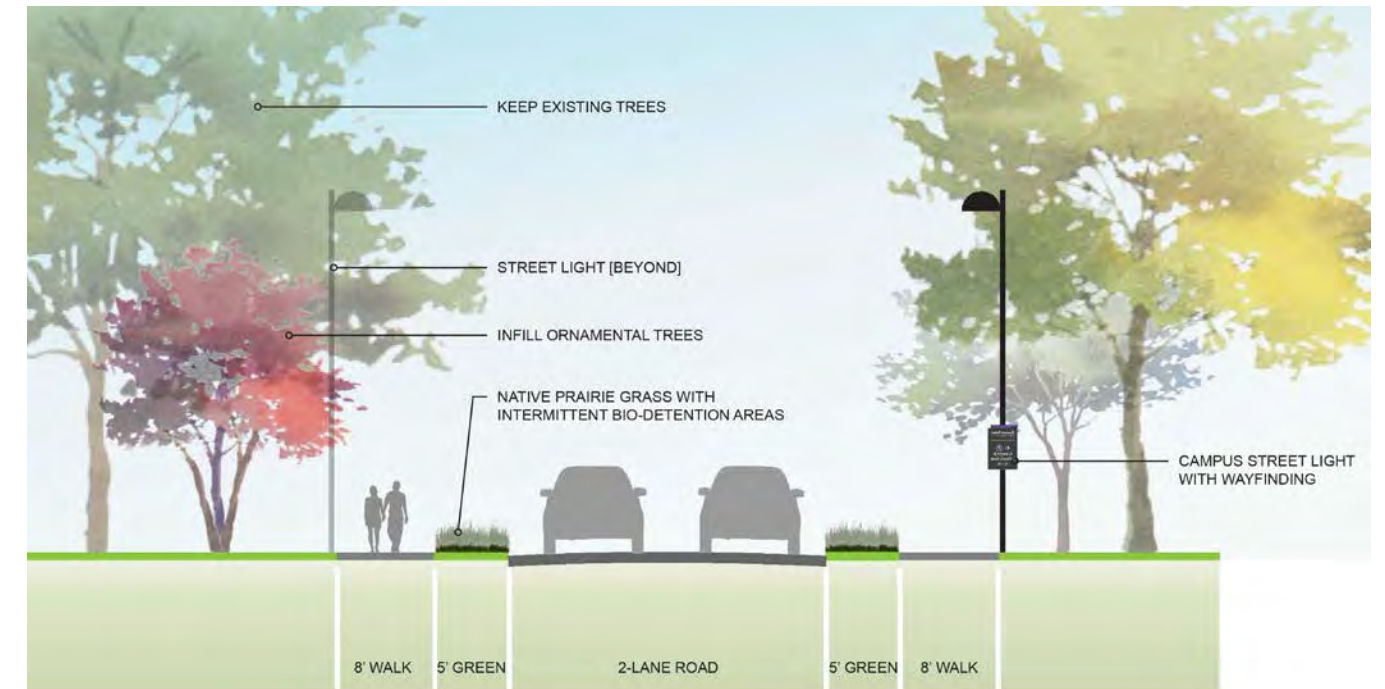 KEEP EXISTING TREES
STREET LIGHT [BEYOND]
INFILL ORNAMENTAL TREES
NATIVE PRAIRIE GRASS WITH
INTERMITTENT BIO-DETENTION AREAS
CAMPUS STREET LIGHT
WITH WAYFINDING
8' WALK
5' GREEN
2-LANE ROAD
5' GREEN
8' WALK